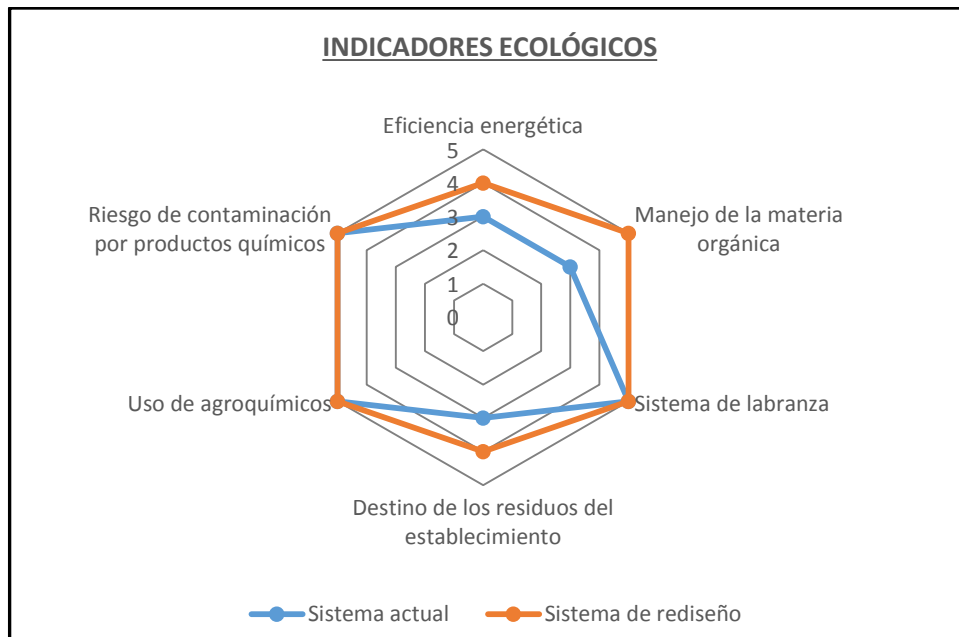 INDICADORES ECOLÓGICOS
Eficiencia energética
5
4
3
2
1
0
Manejo de la materia
orgánica
Sistema de labranza
Destino de los residuos del
establecimiento
Uso de agroquímicos
Riesgo de contaminación
por productos químicos
Sistema actual
Sistema de rediseño